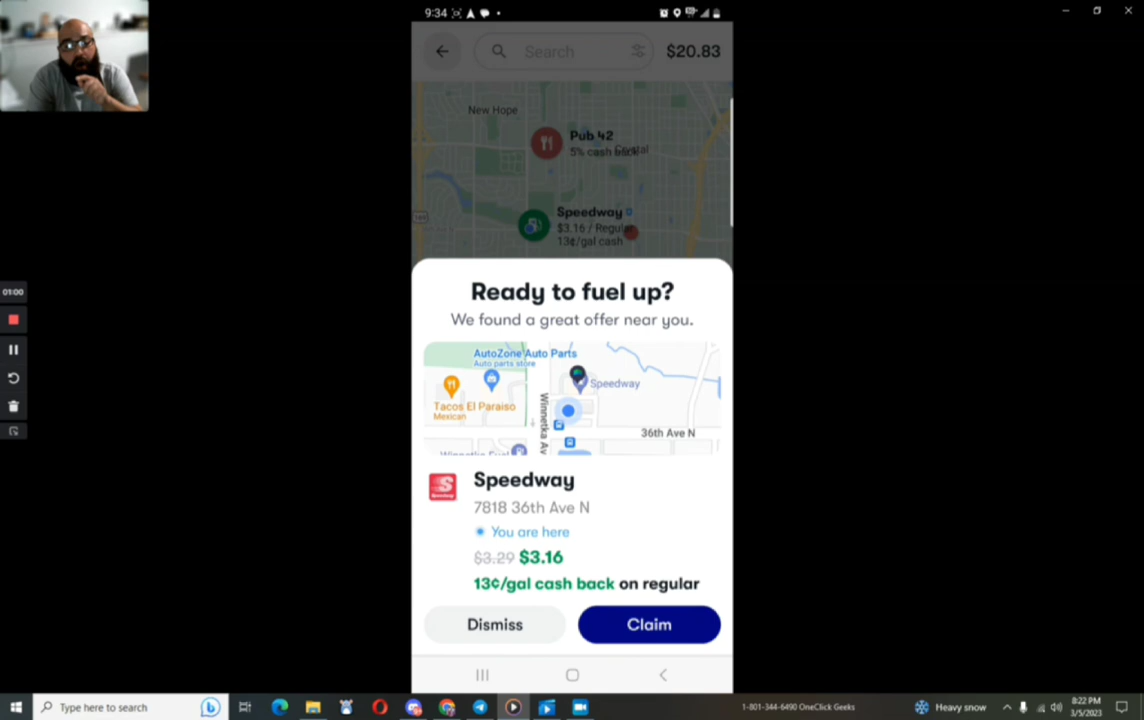 9:34
Search
$20.83
New Hope
Pub 42
5% cash back
Crystal
Speedway
$3.16 / Regular
13¢/gal cash
169
Ready to fuel up?
We found a great offer near you.
AutoZone Auto Parts
Auto parts store
Speedway
Tacos El Paraiso
Mexican
Winnetka Av
36th Ave N
Winnetka Fuel
Speedway
7818 36th Ave N
You are here
$3.29 $3.16
13¢/gal cash back on regular
Dismiss
Claim
01:00
Type here to search
1-801-344-6490 OneClick Geeks
Heavy snow
8:22 PM
3/5/2023